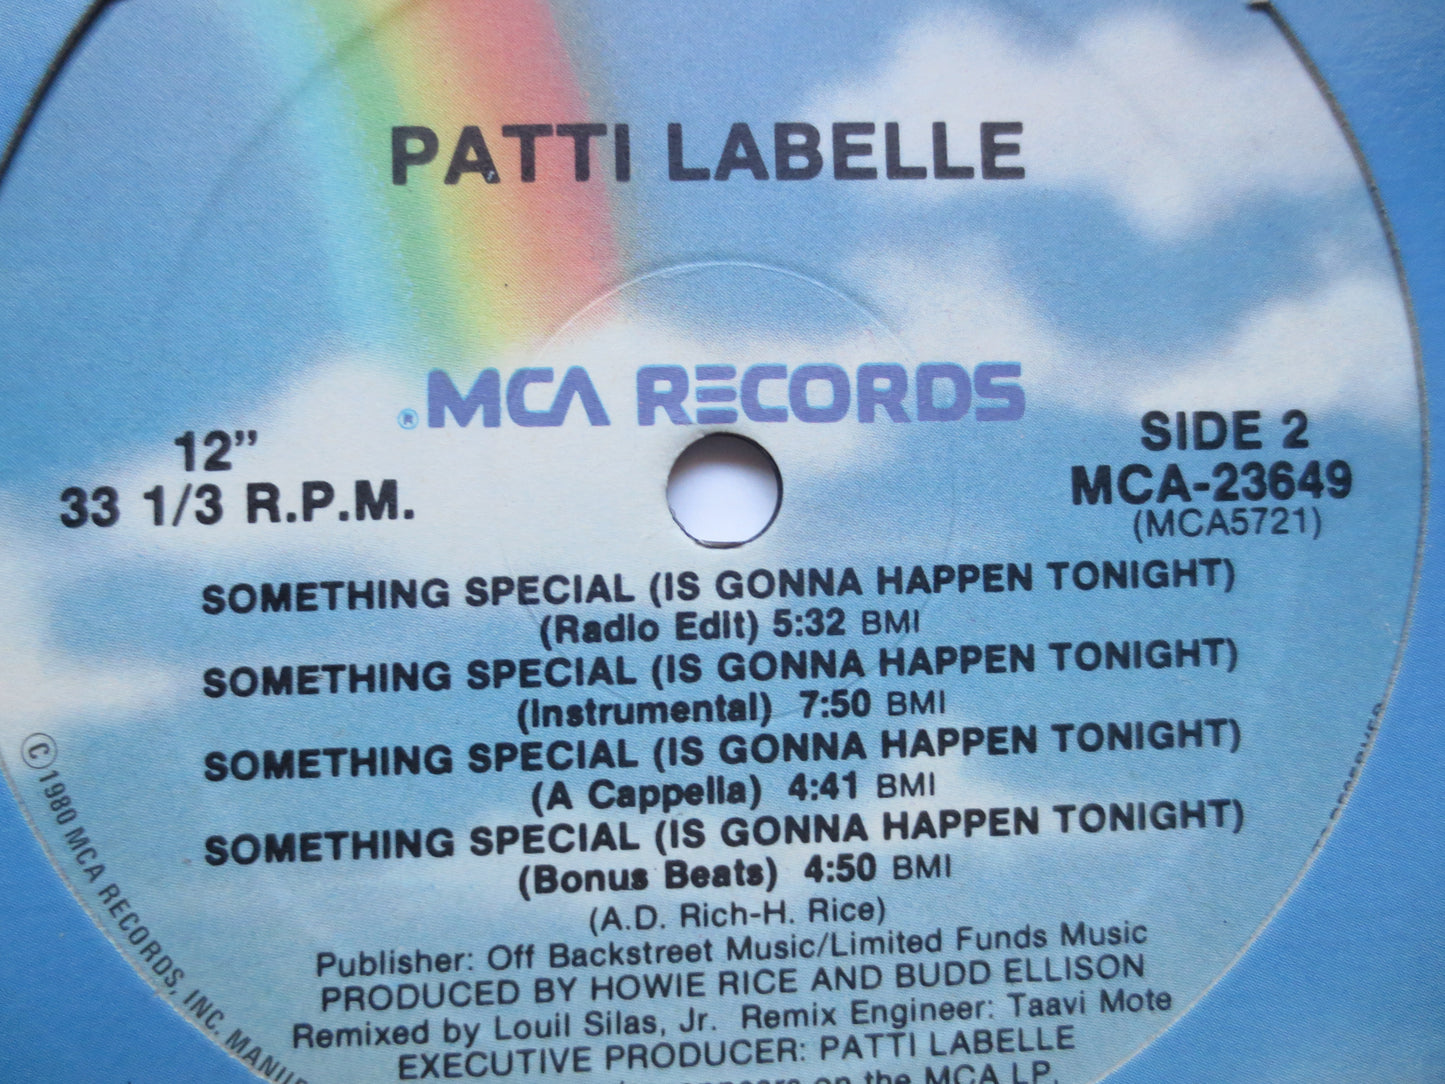 PATTI LABELLE
® MCA RECORDS
12”
33 1/3 R.P.M.
SIDE 2
MCA-23649
(MCA5721)
SOMETHING SPECIAL (IS GONNA HAPPEN TONIGHT)
(Radio Edit) 5:32 BMI
SOMETHING SPECIAL (IS GONNA HAPPEN TONIGHT)
(Instrumental) 7:50 BMI
SOMETHING SPECIAL (IS GONNA HAPPEN TONIGHT)
(A Cappella) 4:41 BMI
SOMETHING SPECIAL (IS GONNA HAPPEN TONIGHT)
(Bonus Beats) 4:50 BMI
(A.D. Rich-H. Rice)
Publisher: Off Backstreet Music/Limited Funds Music
PRODUCED BY HOWIE RICE AND BUDD ELLISON
Remixed by Louil Silas, Jr. Remix Engineer: Taavi Mote
EXECUTIVE PRODUCER: PATTI LABELLE
on the MCA LP.
© 1980 MCA RECORDS, INC.